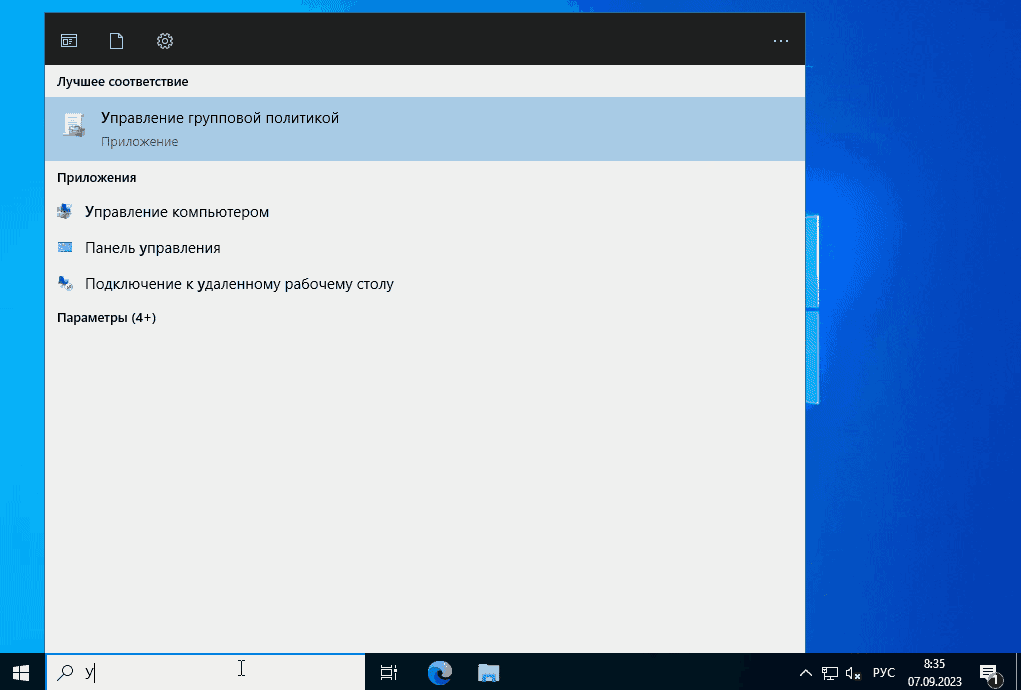 Лучшее соответствие
Управление групповой политикой
Приложение
Приложения
Управление компьютером
Панель управления
Подключение к удаленному рабочему столу
Параметры (4+)
у
РУС
8:35
07.09.2023
1